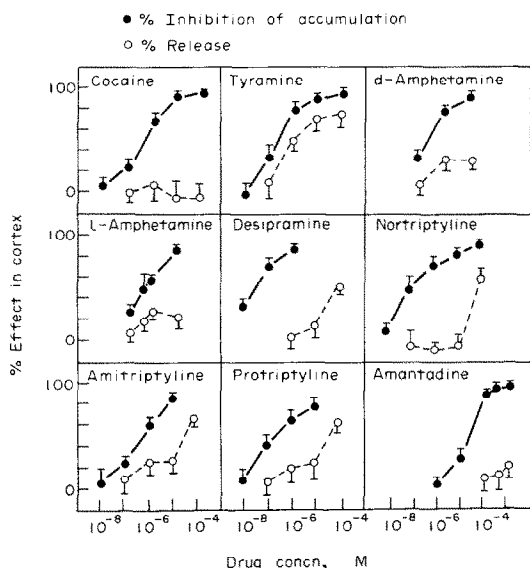 ● % Inhibition of accumulation
○ % Release
Cocaine Tyramine d-Amphetamine
100
0
l-Amphetamine Desipramine Nortriptyline
100
0
% Effect in cortex
Amitriptyline Protriptyline Amantadine
100
0
10⁻⁸ 10⁻⁶ 10⁻⁴ 10⁻⁸ 10⁻⁶ 10⁻⁴ 10⁻⁸ 10⁻⁶ 10⁻⁴
Drug concn, M